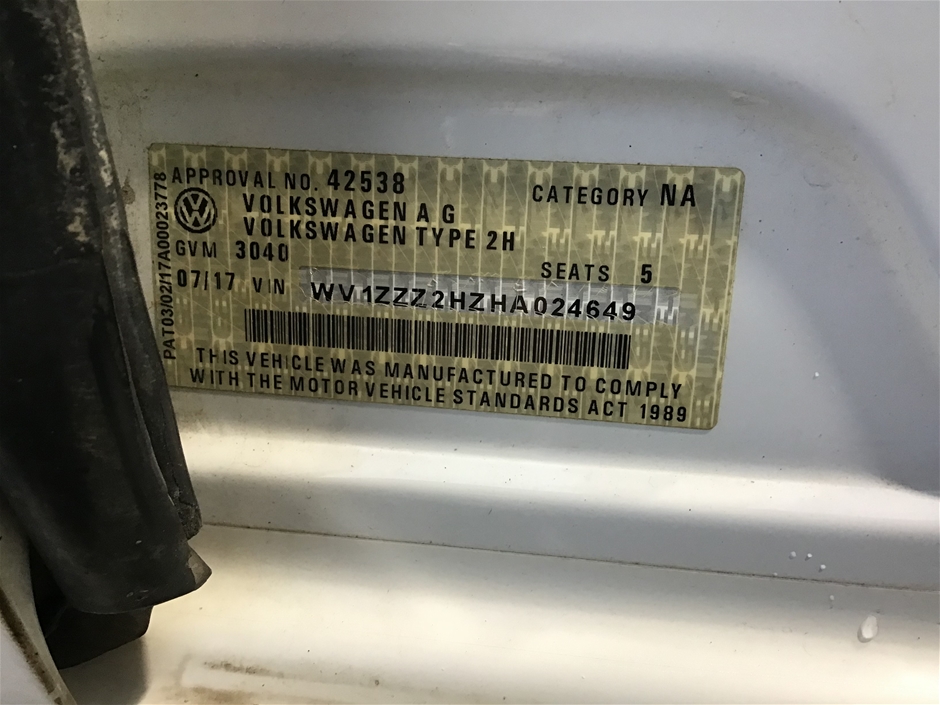 APPROVAL NO. 42538 CATEGORY NA
VOLKSWAGEN A G
VOLKSWAGEN TYPE 2H
GVM 3040 SEATS 5
07/17 VIN WV1ZZZ2HZHA024649
THIS VEHICLE WAS MANUFACTURED TO COMPLY
WITH THE MOTOR VEHICLE STANDARDS ACT 1989
PAT03/02/17A00023778